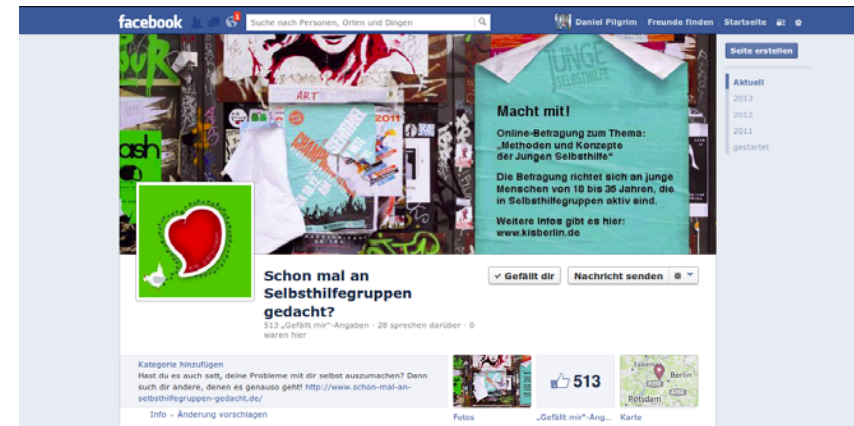 facebook
Suche nach Personen, Orten und Dingen
Daniel Pilgrim
Freunde finden
Startseite
Seite erstellen
Aktuell
2013
2012
2011
gestartet
ART
2011
JUNGE
SELBSTHILFE
Macht mit!
Online-Befragung zum Thema:
„Methoden und Konzepte
der Jungen Selbsthilfe“
Die Befragung richtet sich an junge
Menschen von 18 bis 35 Jahren, die
in Selbsthilfegruppen aktiv sind.
Weitere Infos gibt es hier:
www.kisberlin.de
Schon mal an
Selbsthilfegruppen
gedacht?
513 „Gefällt mir“-Angaben · 28 sprechen darüber · 0
waren hier
Gefällt dir
Nachricht senden
Kategorie hinzufügen
Hast du es auch satt, deine Probleme mit dir selbst auszumachen? Dann
such dir andere, denen es genauso geht! http://www.schon-mal-an-
selbsthilfegruppen-gedacht.de/
Info - Änderung vorschlagen
513
Berlin
Potsdam
Fotos
„Gefällt mir“-Ang...
Karte